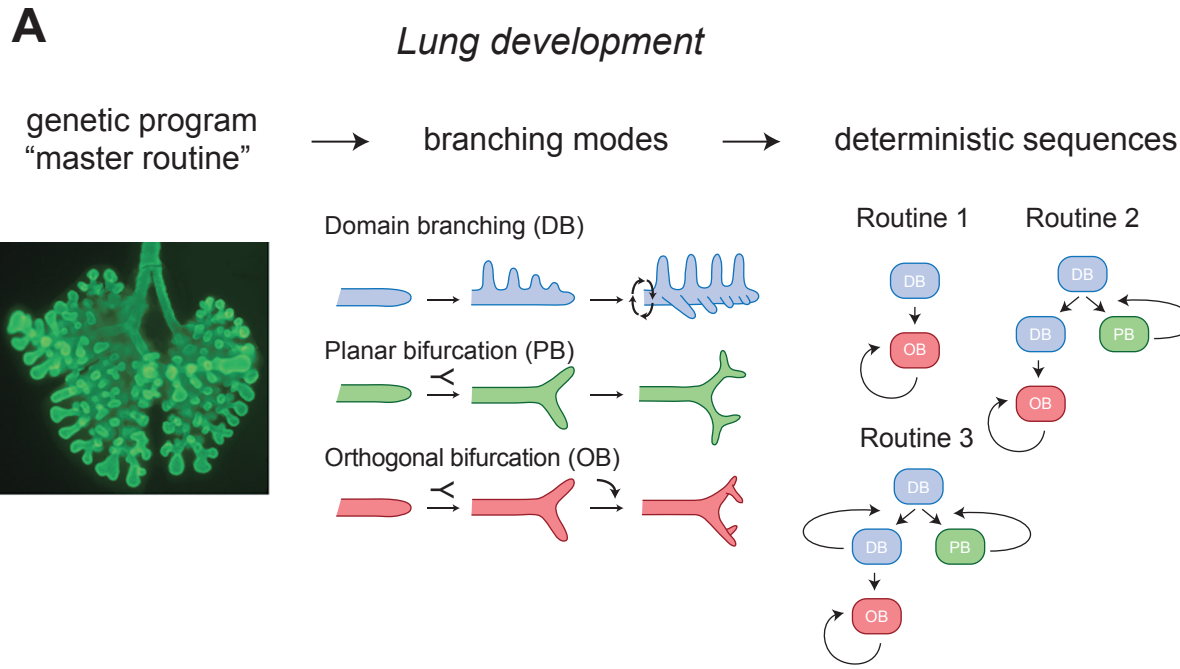 A
Lung development
genetic program
“master routine”
branching modes
deterministic sequences
Domain branching (DB)
Planar bifurcation (PB)
Orthogonal bifurcation (OB)
Routine 1
DB
OB
Routine 2
DB
DB
PB
OB
Routine 3
DB
DB
PB
OB